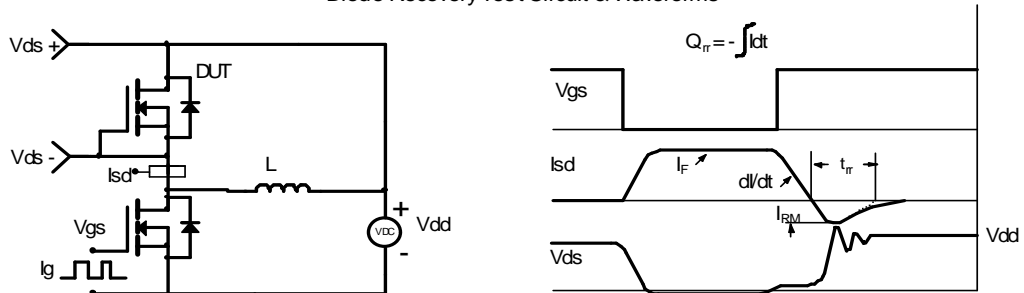 Diode Recovery Test Circuit & Waveforms
Vds +
DUT
Vds -
Isd
L
Vgs
Ig
VDC
+
-
Vdd
Qrr = - ∫Idt
Vgs
Isd
IF
dI/dt
trr
IRM
Vdd
Vds